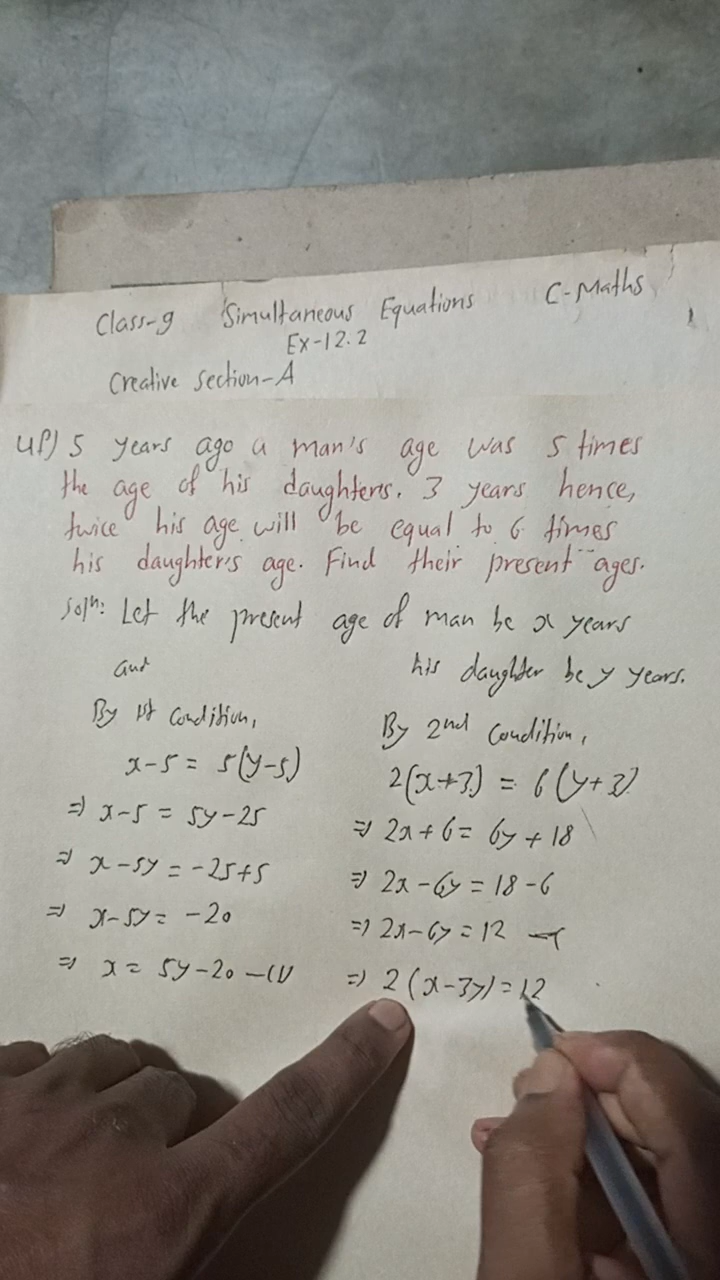 Class-9 Simultaneous Equations C-Maths
Ex-12.2
Creative Section-A
5 years ago a man's age was 5 times
the age of his daughters. 3 years hence,
twice his age will be equal to 6 times
his daughter's age. Find their present ages.
Solⁿ: Let the present age of man be x years
and his daughter be y years.
By 1st Condition,
x-5 = 5(y-5)
⇒ x-5 = 5y-25
⇒ x-5y = -25+5
⇒ x-5y = -20
⇒ x = 5y-20 -(1)
By 2nd Condition,
2(x+3) = 6(y+3)
⇒ 2x+6 = 6y+18
⇒ 2x-6y = 18-6
⇒ 2x-6y = 12
⇒ 2(x-3y) = 12